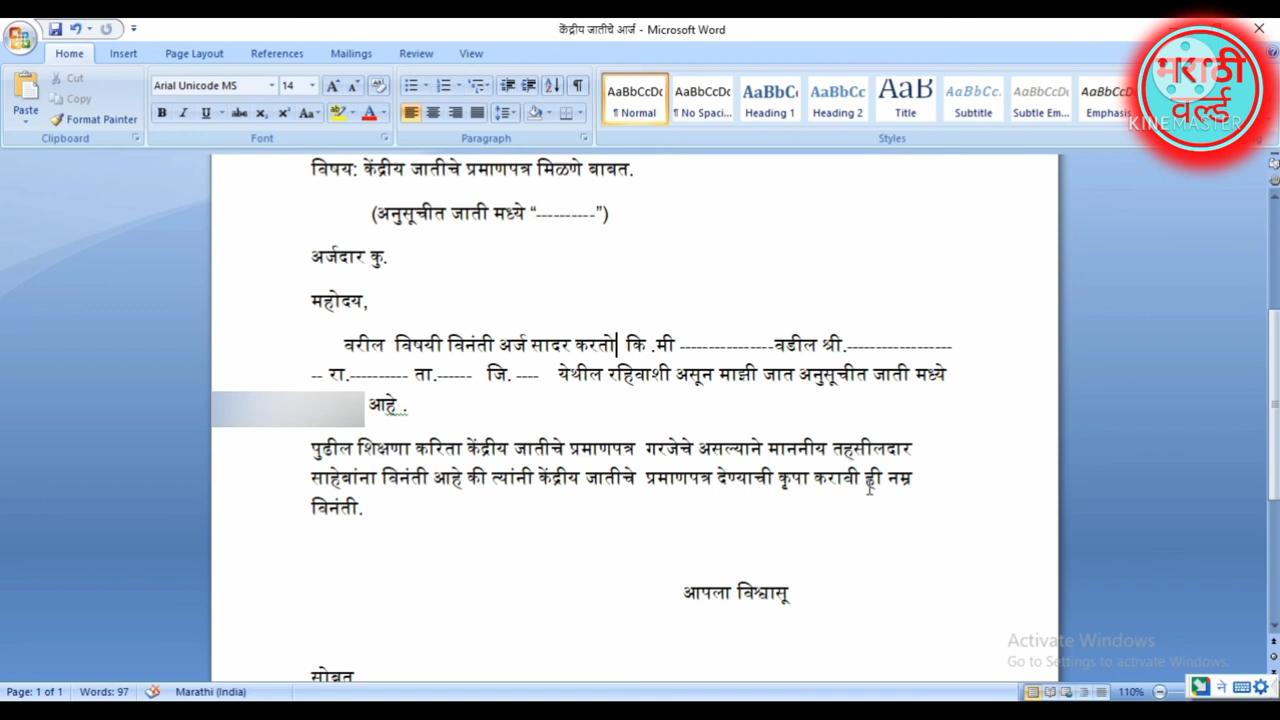 केंद्रीय जातीचे आर्ज - Microsoft Word
Home Insert Page Layout References Mailings Review View
Cut
Copy
Format Painter
Paste
Clipboard
Arial Unicode MS 14
Font
Paragraph
AaBbCcDc AaBbCcDc AaBbC AaBbCc AaB AaBbCc. AaBbCcDc AaBbCcDc
¶ Normal ¶ No Spaci... Heading 1 Heading 2 Title Subtitle Subtle Em... Emphasis
Styles
मराठी
वर्ल्ड
KINEMASTER
विषय: केंद्रीय जातीचे प्रमाणपत्र मिळणे बाबत.
(अनुसूचीत जाती मध्ये “----------”)
अर्जदार कु.
महोदय,
वरील विषयी विनंती अर्ज सादर करतो कि .मी ----------------वडील श्री.------------------
-- रा.---------- ता.------ जि. ---- येथील रहिवाशी असून माझी जात अनुसूचीत जाती मध्ये
आहे .
पुढील शिक्षणा करिता केंद्रीय जातीचे प्रमाणपत्र गरजेचे असल्याने माननीय तहसीलदार
साहेबांना विनंती आहे की त्यांनी केंद्रीय जातीचे प्रमाणपत्र देण्याची कृपा करावी ही नम्र
विनंती.
आपला विश्वासू
सोबत
Activate Windows
Go to Settings to activate Windows.
Page: 1 of 1 Words: 97 Marathi (India) 110% ने